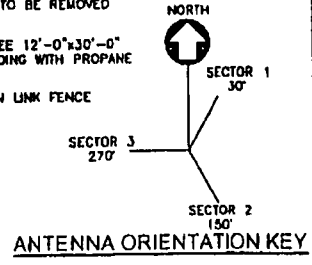 TO BE REMOVED
NORTH
EE 12'-0"x30'-0"
DING WITH PROPANE
SECTOR 1
30°
N LINK FENCE
SECTOR 3
270°
SECTOR 2
150°
ANTENNA ORIENTATION KEY